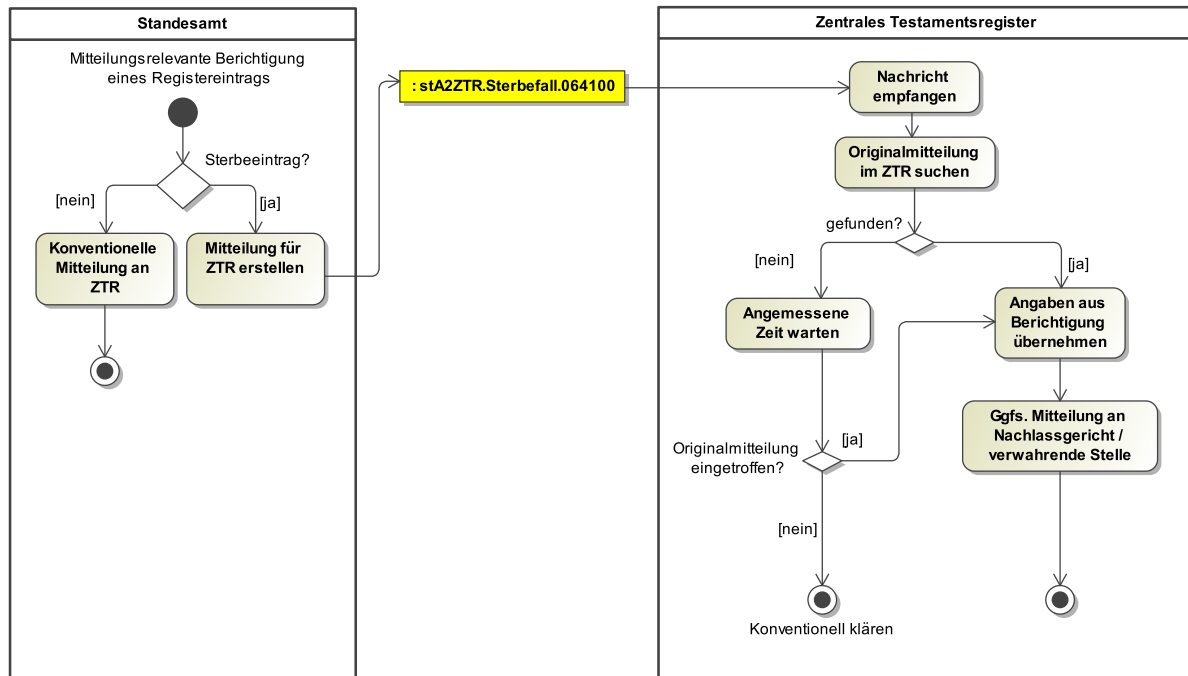 Standesamt
Mitteilungsrelevante Berichtigung
eines Registereintrags
Sterbeeintrag?
[nein]
[ja]
Konventionelle
Mitteilung an
ZTR
Mitteilung für
ZTR erstellen
: stA2ZTR.Sterbefall.064100
Zentrales Testamentsregister
Nachricht
empfangen
Originalmitteilung
im ZTR suchen
gefunden?
[nein]
[ja]
Angemessene
Zeit warten
Angaben aus
Berichtigung
übernehmen
Originalmitteilung
eingetroffen?
[ja]
[nein]
Ggfs. Mitteilung an
Nachlassgericht /
verwahrende Stelle
Konventionell klären